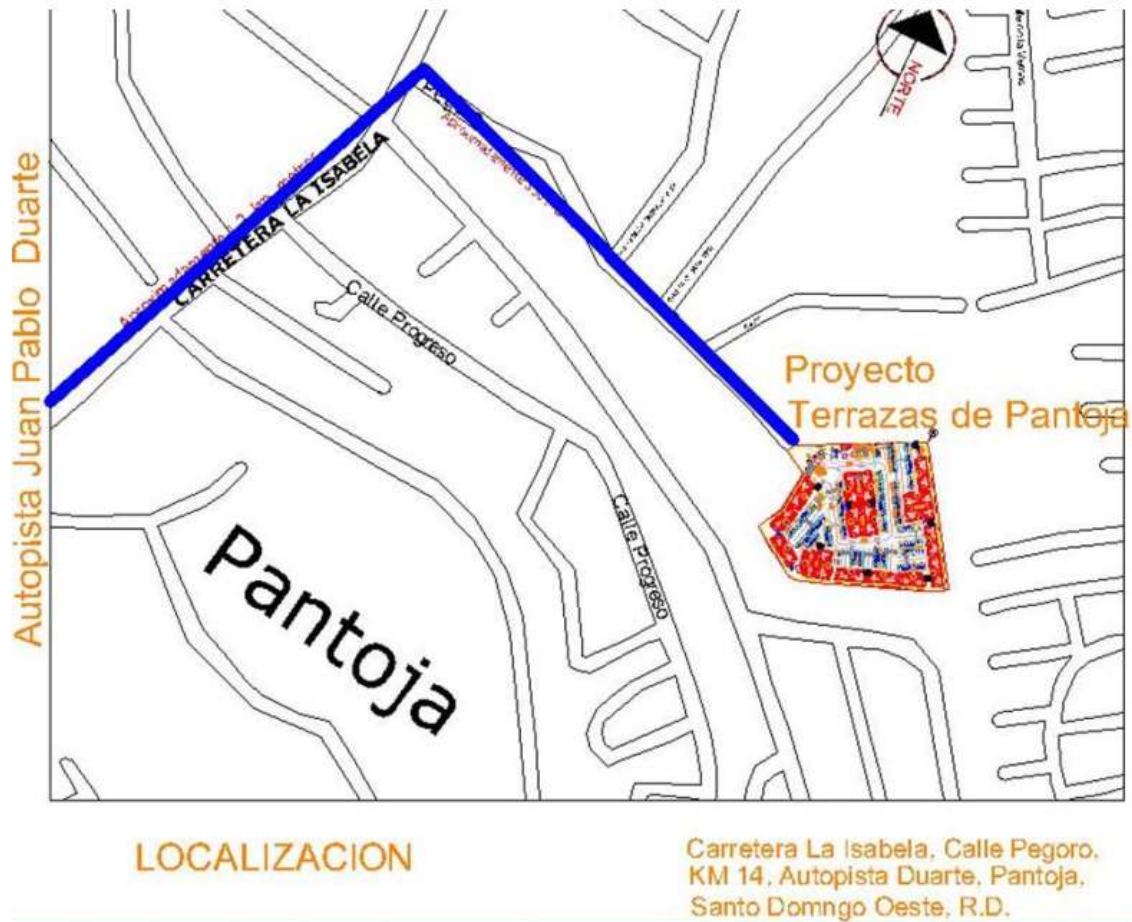 NORTE
Autopista Juan Pablo Duarte
CARRETERA LA ISABELA
Calle Progreso
Proyecto
Terrazas de Pantoja
Calle Progreso
Pantoja
LOCALIZACION
Carretera La Isabela, Calle Pegoro,
KM 14, Autopista Duarte, Pantoja,
Santo Domngo Oeste, R.D.